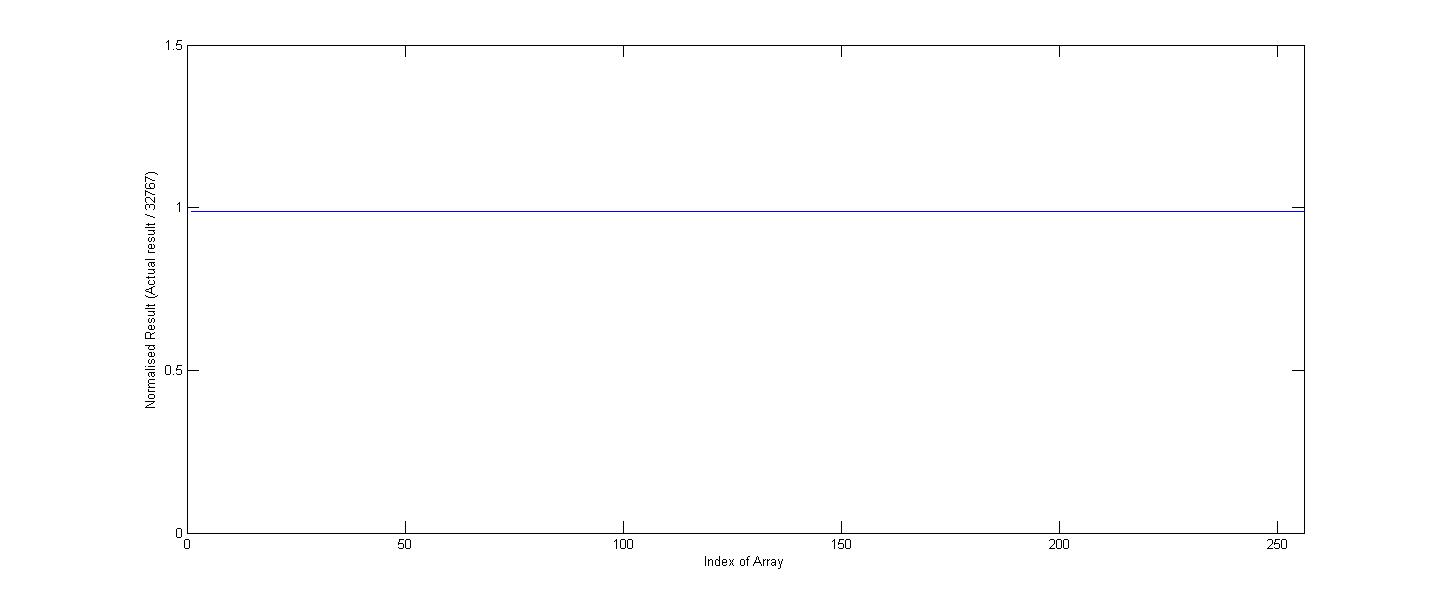 1.5
1
0.5
0
Normalised Result (Actual result / 32767)
0 50 100 150 200 250
Index of Array